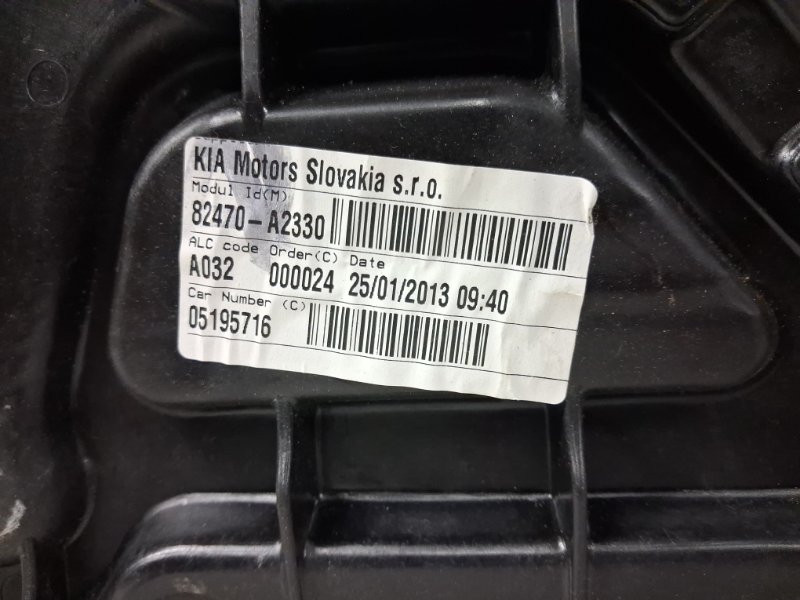 KIA Motors Slovakia s.r.o.
Modul Id(M)
82470-A2330
ALC code Order(C) Date
A032 000024 25/01/2013 09:40
Car Number (C)
05195716